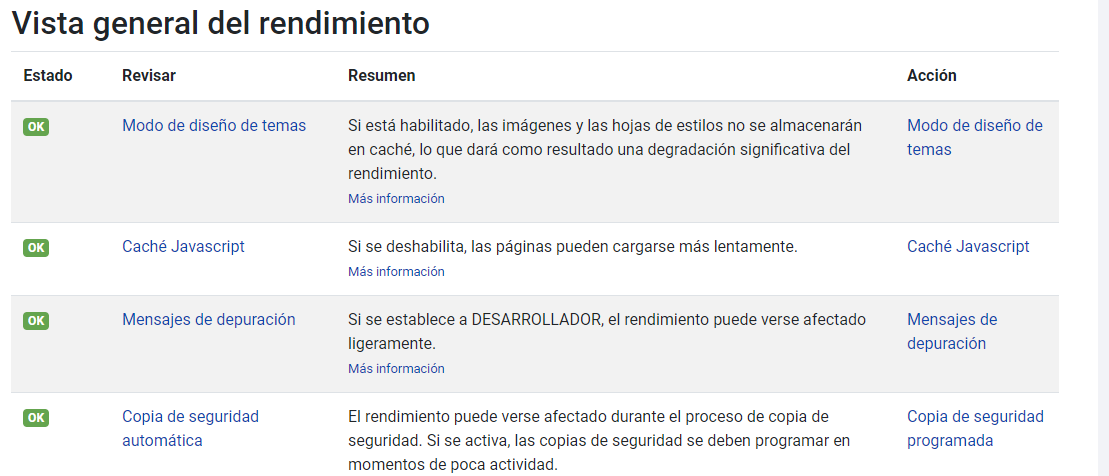 Vista general del rendimiento
Estado Revisar Resumen Acción
OK Modo de diseño de temas Si está habilitado, las imágenes y las hojas de estilos no se almacenarán Modo de diseño de
en caché, lo que dará como resultado una degradación significativa del temas
rendimiento.
Más información
OK Caché Javascript Si se deshabilita, las páginas pueden cargarse más lentamente. Caché Javascript
Más información
OK Mensajes de depuración Si se establece a DESARROLLADOR, el rendimiento puede verse afectado Mensajes de
ligeramente. depuración
Más información
OK Copia de seguridad El rendimiento puede verse afectado durante el proceso de copia de Copia de seguridad
automática seguridad. Si se activa, las copias de seguridad se deben programar en programada
momentos de poca actividad.